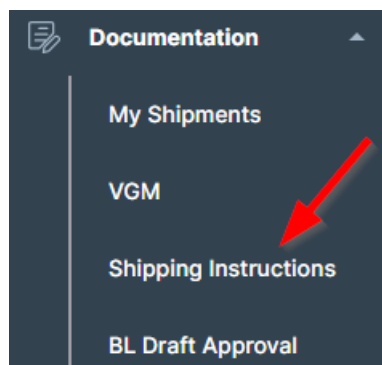 Documentation
My Shipments
VGM
Shipping Instructions
BL Draft Approval